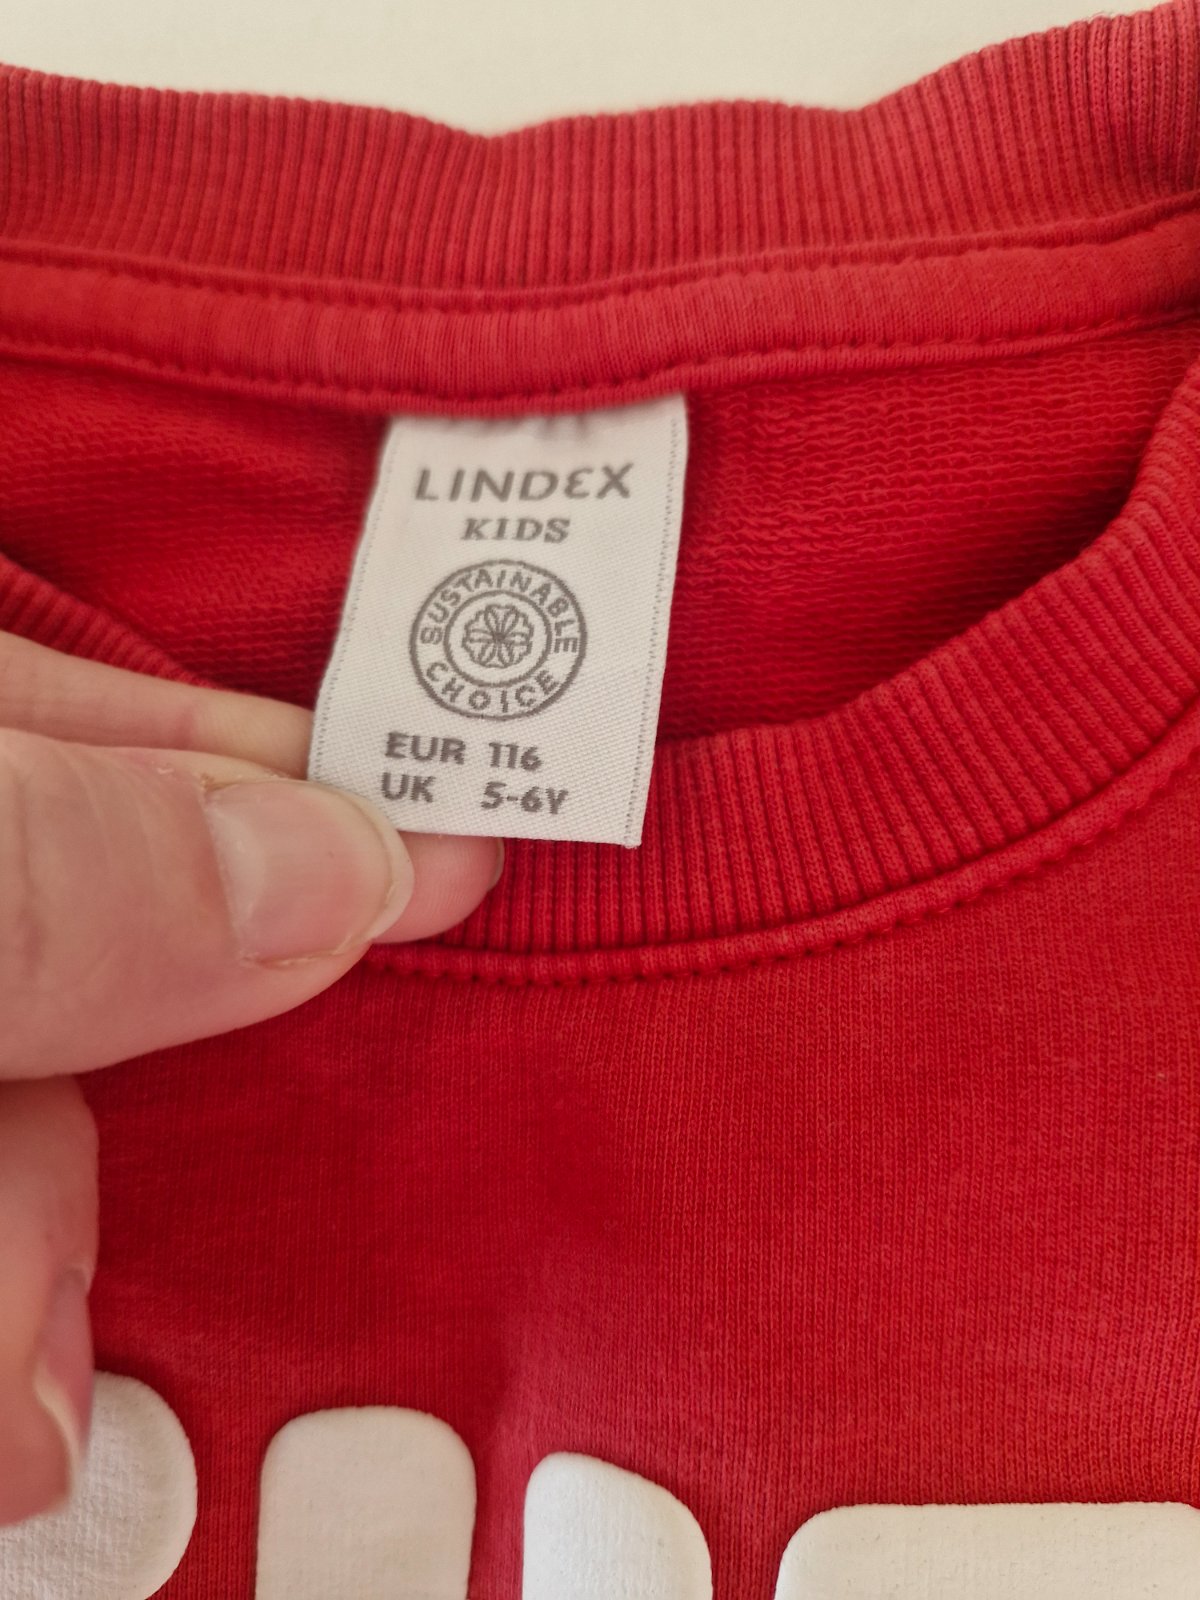 LINDEX
KIDS
SUSTAINABLE
CHOICE
EUR 116
UK 5-6Y